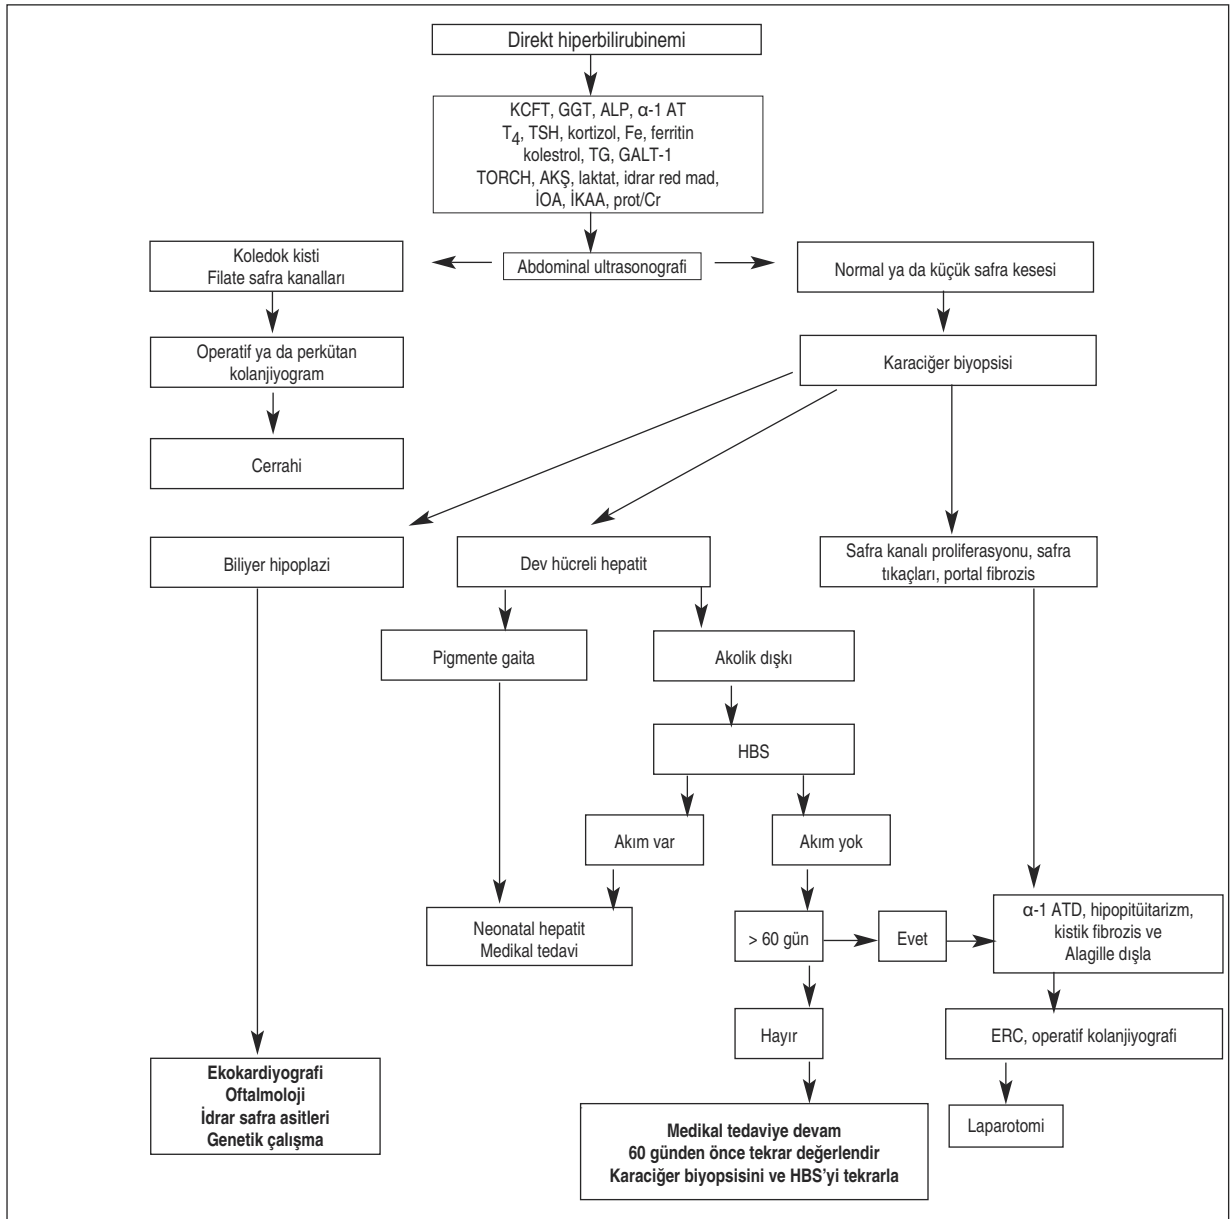 Direkt hiperbilirubinemi
KCFT, GGT, ALP, α-1 AT
T4, TSH, kortizol, Fe, ferritin
kolestrol, TG, GALT-1
TORCH, AKŞ, laktat, idrar red mad,
İOA, İKAA, prot/Cr
Koledok kisti
Filate safra kanalları
Abdominal ultrasonografi
Normal ya da küçük safra kesesi
Operatif ya da perkütan
kolanjiyogram
Karaciğer biyopsisi
Cerrahi
Biliyer hipoplazi
Dev hücreli hepatit
Safra kanalı proliferasyonu, safra
tıkaçları, portal fibrozis
Pigmente gaita
Akolik dışkı
HBS
Akım var
Akım yok
Neonatal hepatit
Medikal tedavi
> 60 gün
Evet
α-1 ATD, hipopitüitarizm,
kistik fibrozis ve
Alagille dışla
Hayır
ERC, operatif kolanjiyografi
Ekokardiyografi
Oftalmoloji
İdrar safra asitleri
Genetik çalışma
Medikal tedaviye devam
60 günden önce tekrar değerlendir
Karaciğer biyopsisini ve HBS'yi tekrarla
Laparotomi